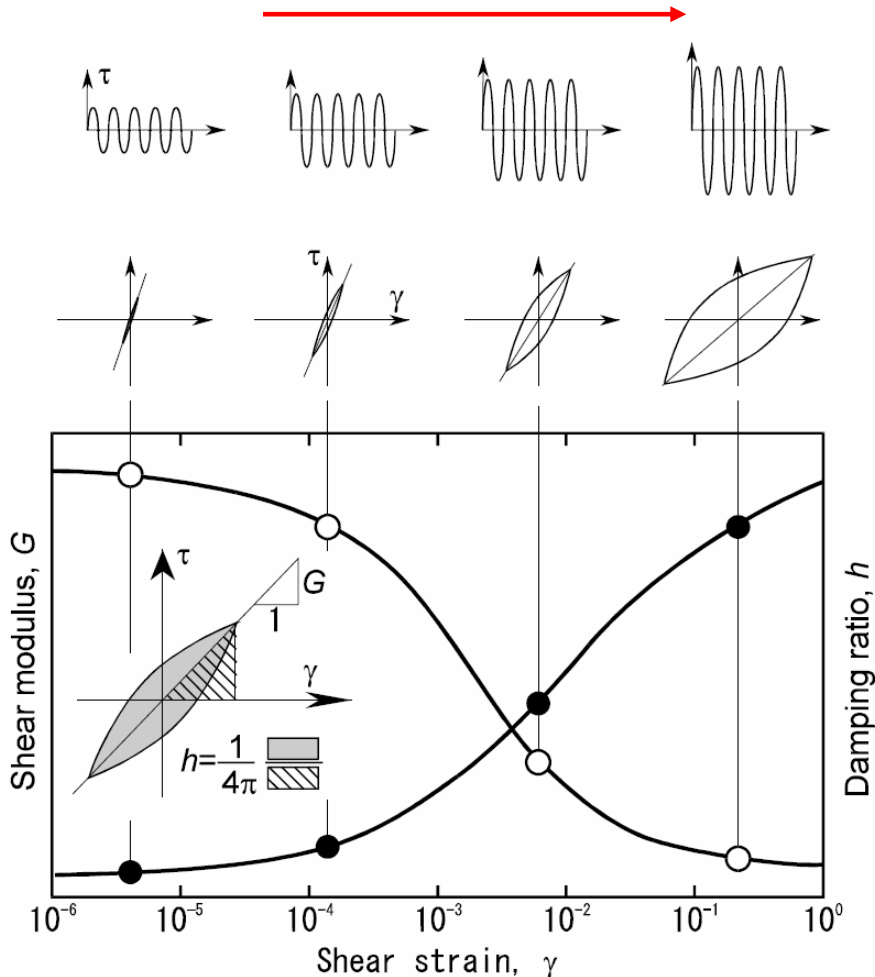 τ
τ
γ
Shear modulus, G
τ
G
1
γ
h=1/4π
Damping ratio, h
10⁻⁶ 10⁻⁵ 10⁻⁴ 10⁻³ 10⁻² 10⁻¹ 10⁰
Shear strain, γ